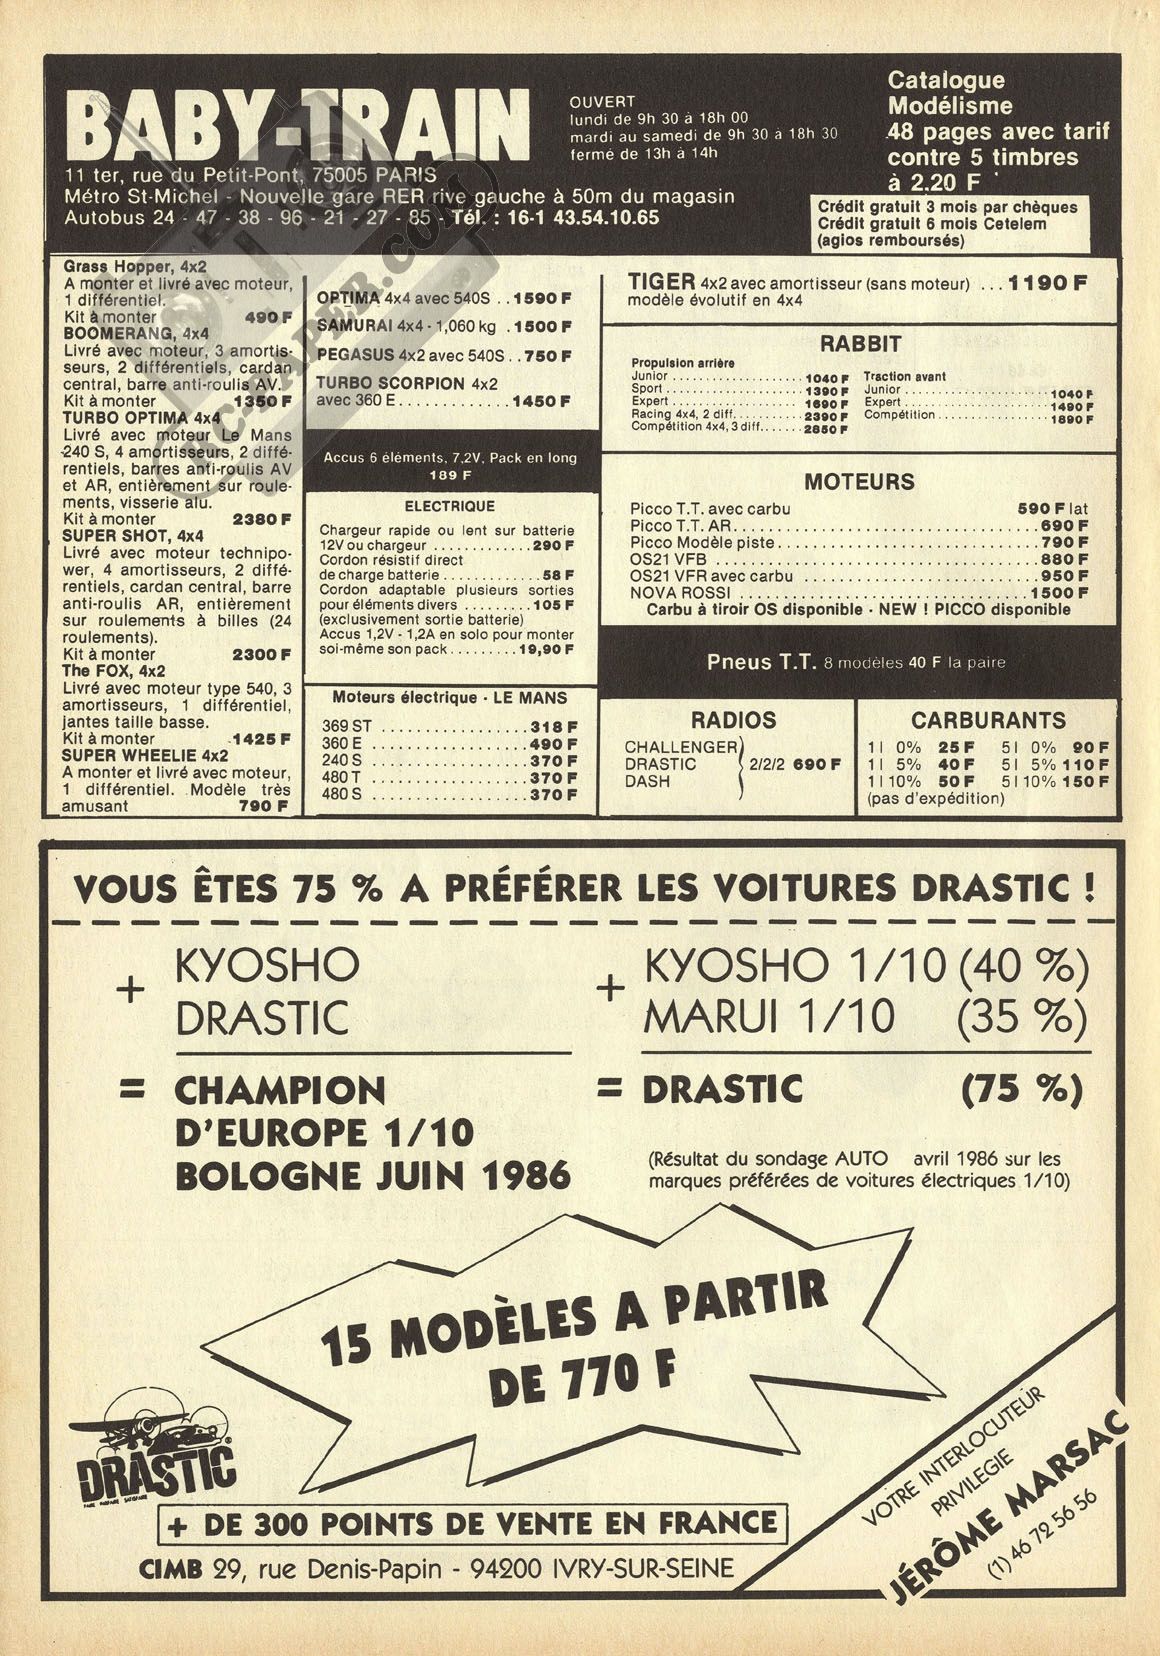 BABY-TRAIN
11 ter, rue du Petit-Pont, 75005 PARIS
Métro St-Michel - Nouvelle gare RER rive gauche à 50m du magasin
Autobus 24 - 47 - 38 - 96 - 21 - 27 - 85 - Tél. : 16-1 43.54.10.65
OUVERT
lundi de 9h 30 à 18h 00
mardi au samedi de 9h 30 à 18h 30
fermé de 13h à 14h
Catalogue
Modélisme
48 pages avec tarif
contre 5 timbres
à 2.20 F
Crédit gratuit 3 mois par chèques
Crédit gratuit 6 mois Cetelem
(agios remboursés)
RC-PAPER.COM
Grass Hopper, 4x2
A monter et livré avec moteur,
1 différentiel.
Kit à monter 490 F
BOOMERANG, 4x4
Livré avec moteur, 3 amortis-
seurs, 2 différentiels, cardan
central, barre anti-roulis AV.
Kit à monter 1350 F
TURBO OPTIMA 4x4
Livré avec moteur Le Mans
240 S, 4 amortisseurs, 2 diffé-
rentiels, barres anti-roulis AV
et AR, entièrement sur roule-
ments, visserie alu.
Kit à monter 2380 F
SUPER SHOT, 4x4
Livré avec moteur technipo-
wer, 4 amortisseurs, 2 diffé-
rentiels, cardan central, barre
anti-roulis AR, entièrement
sur roulements à billes (24
roulements).
Kit à monter 2300 F
The FOX, 4x2
Livré avec moteur type 540, 3
amortisseurs, 1 différentiel,
jantes taille basse.
Kit à monter 1425 F
SUPER WHEELIE 4x2
A monter et livré avec moteur,
1 différentiel. Modèle très
amusant 790 F
OPTIMA 4x4 avec 540S .. 1590 F
SAMURAI 4x4 - 1,060 kg . 1500 F
PEGASUS 4x2 avec 540S .. 750 F
TURBO SCORPION 4x2
avec 360 E .............. 1450 F
Accus 6 éléments, 7,2V, Pack en long
189 F
ELECTRIQUE
Chargeur rapide ou lent sur batterie
12V ou chargeur ............ 290 F
Cordon résistif direct
de charge batterie ............ 58 F
Cordon adaptable plusieurs sorties
pour éléments divers ......... 105 F
(exclusivement sortie batterie)
Accus 1,2V - 1,2A en solo pour monter
soi-même son pack ......... 19,90 F
Moteurs électrique - LE MANS
369 ST ................ 318 F
360 E ................. 490 F
240 S ................. 370 F
480 T ................. 370 F
480 S ................. 370 F
TIGER 4x2 avec amortisseur (sans moteur) ... 1190 F
modèle évolutif en 4x4
RABBIT
Propulsion arrière
Junior .................. 1040 F
Sport ................... 1390 F
Expert .................. 1690 F
Racing 4x4, 2 diff. ......... 2390 F
Compétition 4x4, 3 diff. ...... 2850 F
Traction avant
Junior ........................ 1040 F
Expert ........................ 1490 F
Compétition ................... 1890 F
MOTEURS
Picco T.T. avec carbu 590 F lat
Picco T.T. AR ........................ 690 F
Picco Modèle piste ................... 790 F
OS21 VFB ............................. 880 F
OS21 VFR avec carbu .................. 950 F
NOVA ROSSI ........................... 1500 F
Carbu à tiroir OS disponible - NEW ! PICCO disponible
Pneus T.T. 8 modèles 40 F la paire
RADIOS
CHALLENGER
DRASTIC 2/2/2 690 F
DASH
CARBURANTS
1 l 0% 25 F 5 l 0% 90 F
1 l 5% 40 F 5 l 5% 110 F
1 l 10% 50 F 5 l 10% 150 F
(pas d'expédition)
VOUS ÊTES 75 % A PRÉFÉRER LES VOITURES DRASTIC !
+ KYOSHO
DRASTIC
= CHAMPION
D'EUROPE 1/10
BOLOGNE JUIN 1986
+ KYOSHO 1/10 (40 %)
MARUI 1/10 (35 %)
= DRASTIC (75 %)
(Résultat du sondage AUTO avril 1986 sur les
marques préférées de voitures électriques 1/10)
15 MODÈLES A PARTIR
DE 770 F
DRASTIC
+ DE 300 POINTS DE VENTE EN FRANCE
CIMB 29, rue Denis-Papin - 94200 IVRY-SUR-SEINE
VOTRE INTERLOCUTEUR
PRIVILEGIE
JÉRÔME MARSAC
(1) 46 72 56 56